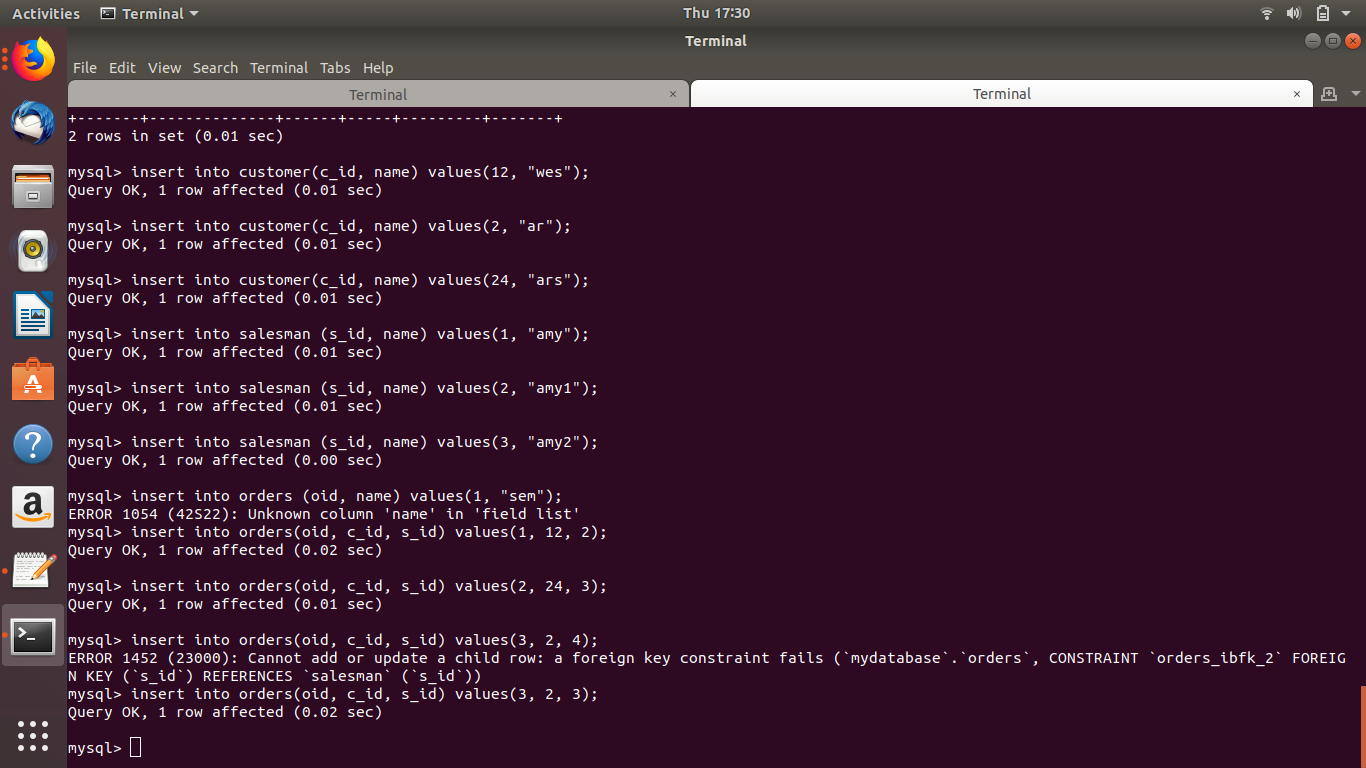 Activities Terminal Thu 17:30
Terminal
File Edit View Search Terminal Tabs Help
Terminal × Terminal ×
+-------+--------------+------+-----+---------+-------+
2 rows in set (0.01 sec)
mysql> insert into customer(c_id, name) values(12, "wes");
Query OK, 1 row affected (0.01 sec)
mysql> insert into customer(c_id, name) values(2, "ar");
Query OK, 1 row affected (0.01 sec)
mysql> insert into customer(c_id, name) values(24, "ars");
Query OK, 1 row affected (0.01 sec)
mysql> insert into salesman (s_id, name) values(1, "amy");
Query OK, 1 row affected (0.01 sec)
mysql> insert into salesman (s_id, name) values(2, "amy1");
Query OK, 1 row affected (0.01 sec)
mysql> insert into salesman (s_id, name) values(3, "amy2");
Query OK, 1 row affected (0.00 sec)
mysql> insert into orders (oid, name) values(1, "sem");
ERROR 1054 (42S22): Unknown column 'name' in 'field list'
mysql> insert into orders(oid, c_id, s_id) values(1, 12, 2);
Query OK, 1 row affected (0.02 sec)
mysql> insert into orders(oid, c_id, s_id) values(2, 24, 3);
Query OK, 1 row affected (0.01 sec)
mysql> insert into orders(oid, c_id, s_id) values(3, 2, 4);
ERROR 1452 (23000): Cannot add or update a child row: a foreign key constraint fails (`mydatabase`.`orders`, CONSTRAINT `orders_ibfk_2` FOREIG
N KEY (`s_id`) REFERENCES `salesman` (`s_id`))
mysql> insert into orders(oid, c_id, s_id) values(3, 2, 3);
Query OK, 1 row affected (0.02 sec)
mysql>